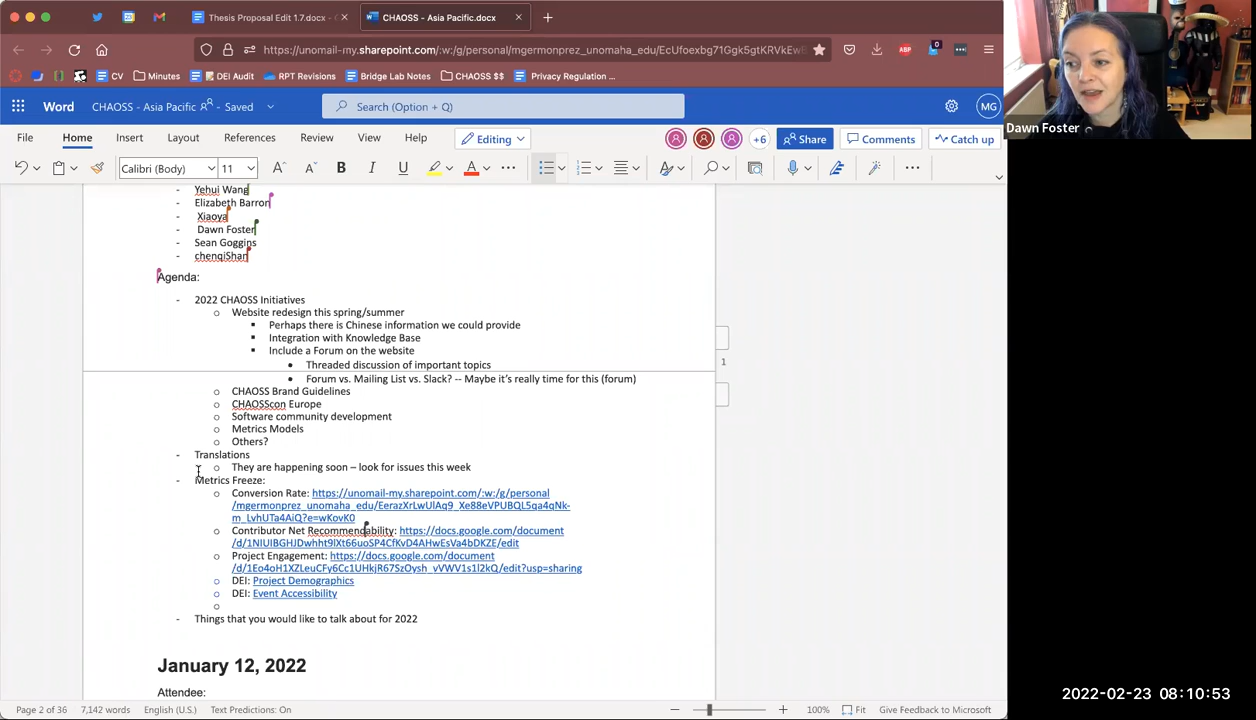 Thesis Proposal Edit 1.7.docx - CHAOSS - Asia Pacific.docx
https://unomail-my.sharepoint.com/:w:/g/personal/mgermonprez_unomaha_edu/EcUfoexbg71Ggk5gtKRVkEw
CV Minutes DEI Audit RPT Revisions Bridge Lab Notes CHAOSS $$ Privacy Regulation ...
Word CHAOSS - Asia Pacific - Saved Search (Option + Q) MG
Dawn Foster
File Home Insert Layout References Review View Help Editing +6 Share Comments Catch up
Calibri (Body) 11 A A B I U A A
- Yehui Wang
- Elizabeth Barron
- Xiaoya
- Dawn Foster
- Sean Goggins
- chenqiShan
Agenda:
- 2022 CHAOSS Initiatives
o Website redesign this spring/summer
▪ Perhaps there is Chinese information we could provide
▪ Integration with Knowledge Base
▪ Include a Forum on the website
• Threaded discussion of important topics
1
• Forum vs. Mailing List vs. Slack? -- Maybe it's really time for this (forum)
o CHAOSS Brand Guidelines
o CHAOSScon Europe
o Software community development
o Metrics Models
o Others?
- Translations
o They are happening soon – look for issues this week
- Metrics Freeze:
o Conversion Rate: https://unomail-my.sharepoint.com/:w:/g/personal
/mgermonprez_unomaha_edu/EerazXrLwUlAq9_Xe88eVPUBQL5qa4qNk-
m_LvhUTa4AiQ?e=wKovK0
o Contributor Net Recommendability: https://docs.google.com/document
/d/1NIUIBGHJDwhht9lXt66uoSP4CfKvD4AHwEsVa4bDKZE/edit
o Project Engagement: https://docs.google.com/document
/d/1Eo4oH1XZLeuCFy6Cc1UHkjR67SzOysh_vVWV1s1l2kQ/edit?usp=sharing
o DEI: Project Demographics
o DEI: Event Accessibility
o
- Things that you would like to talk about for 2022
January 12, 2022
Attendee:
2022-02-23 08:10:53
Page 2 of 36 7,142 words English (U.S.) Text Predictions: On 100% Fit Give Feedback to Microsoft